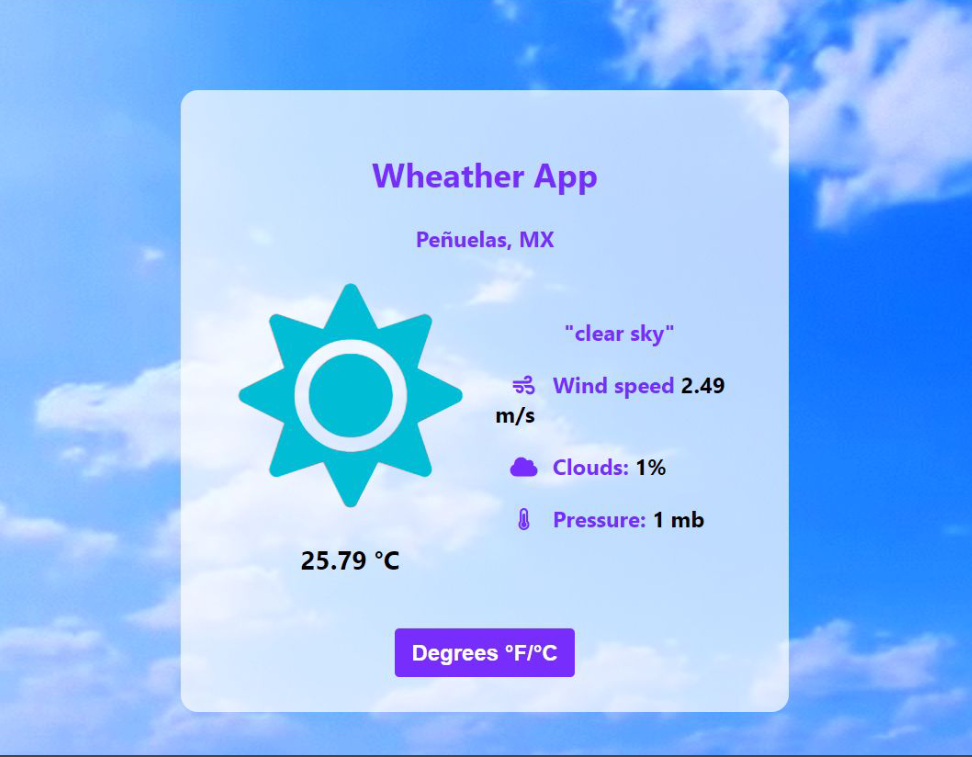 Wheather App
Peñuelas, MX
"clear sky"
Wind speed 2.49
m/s
Clouds: 1%
Pressure: 1 mb
25.79 °C
Degrees °F/°C